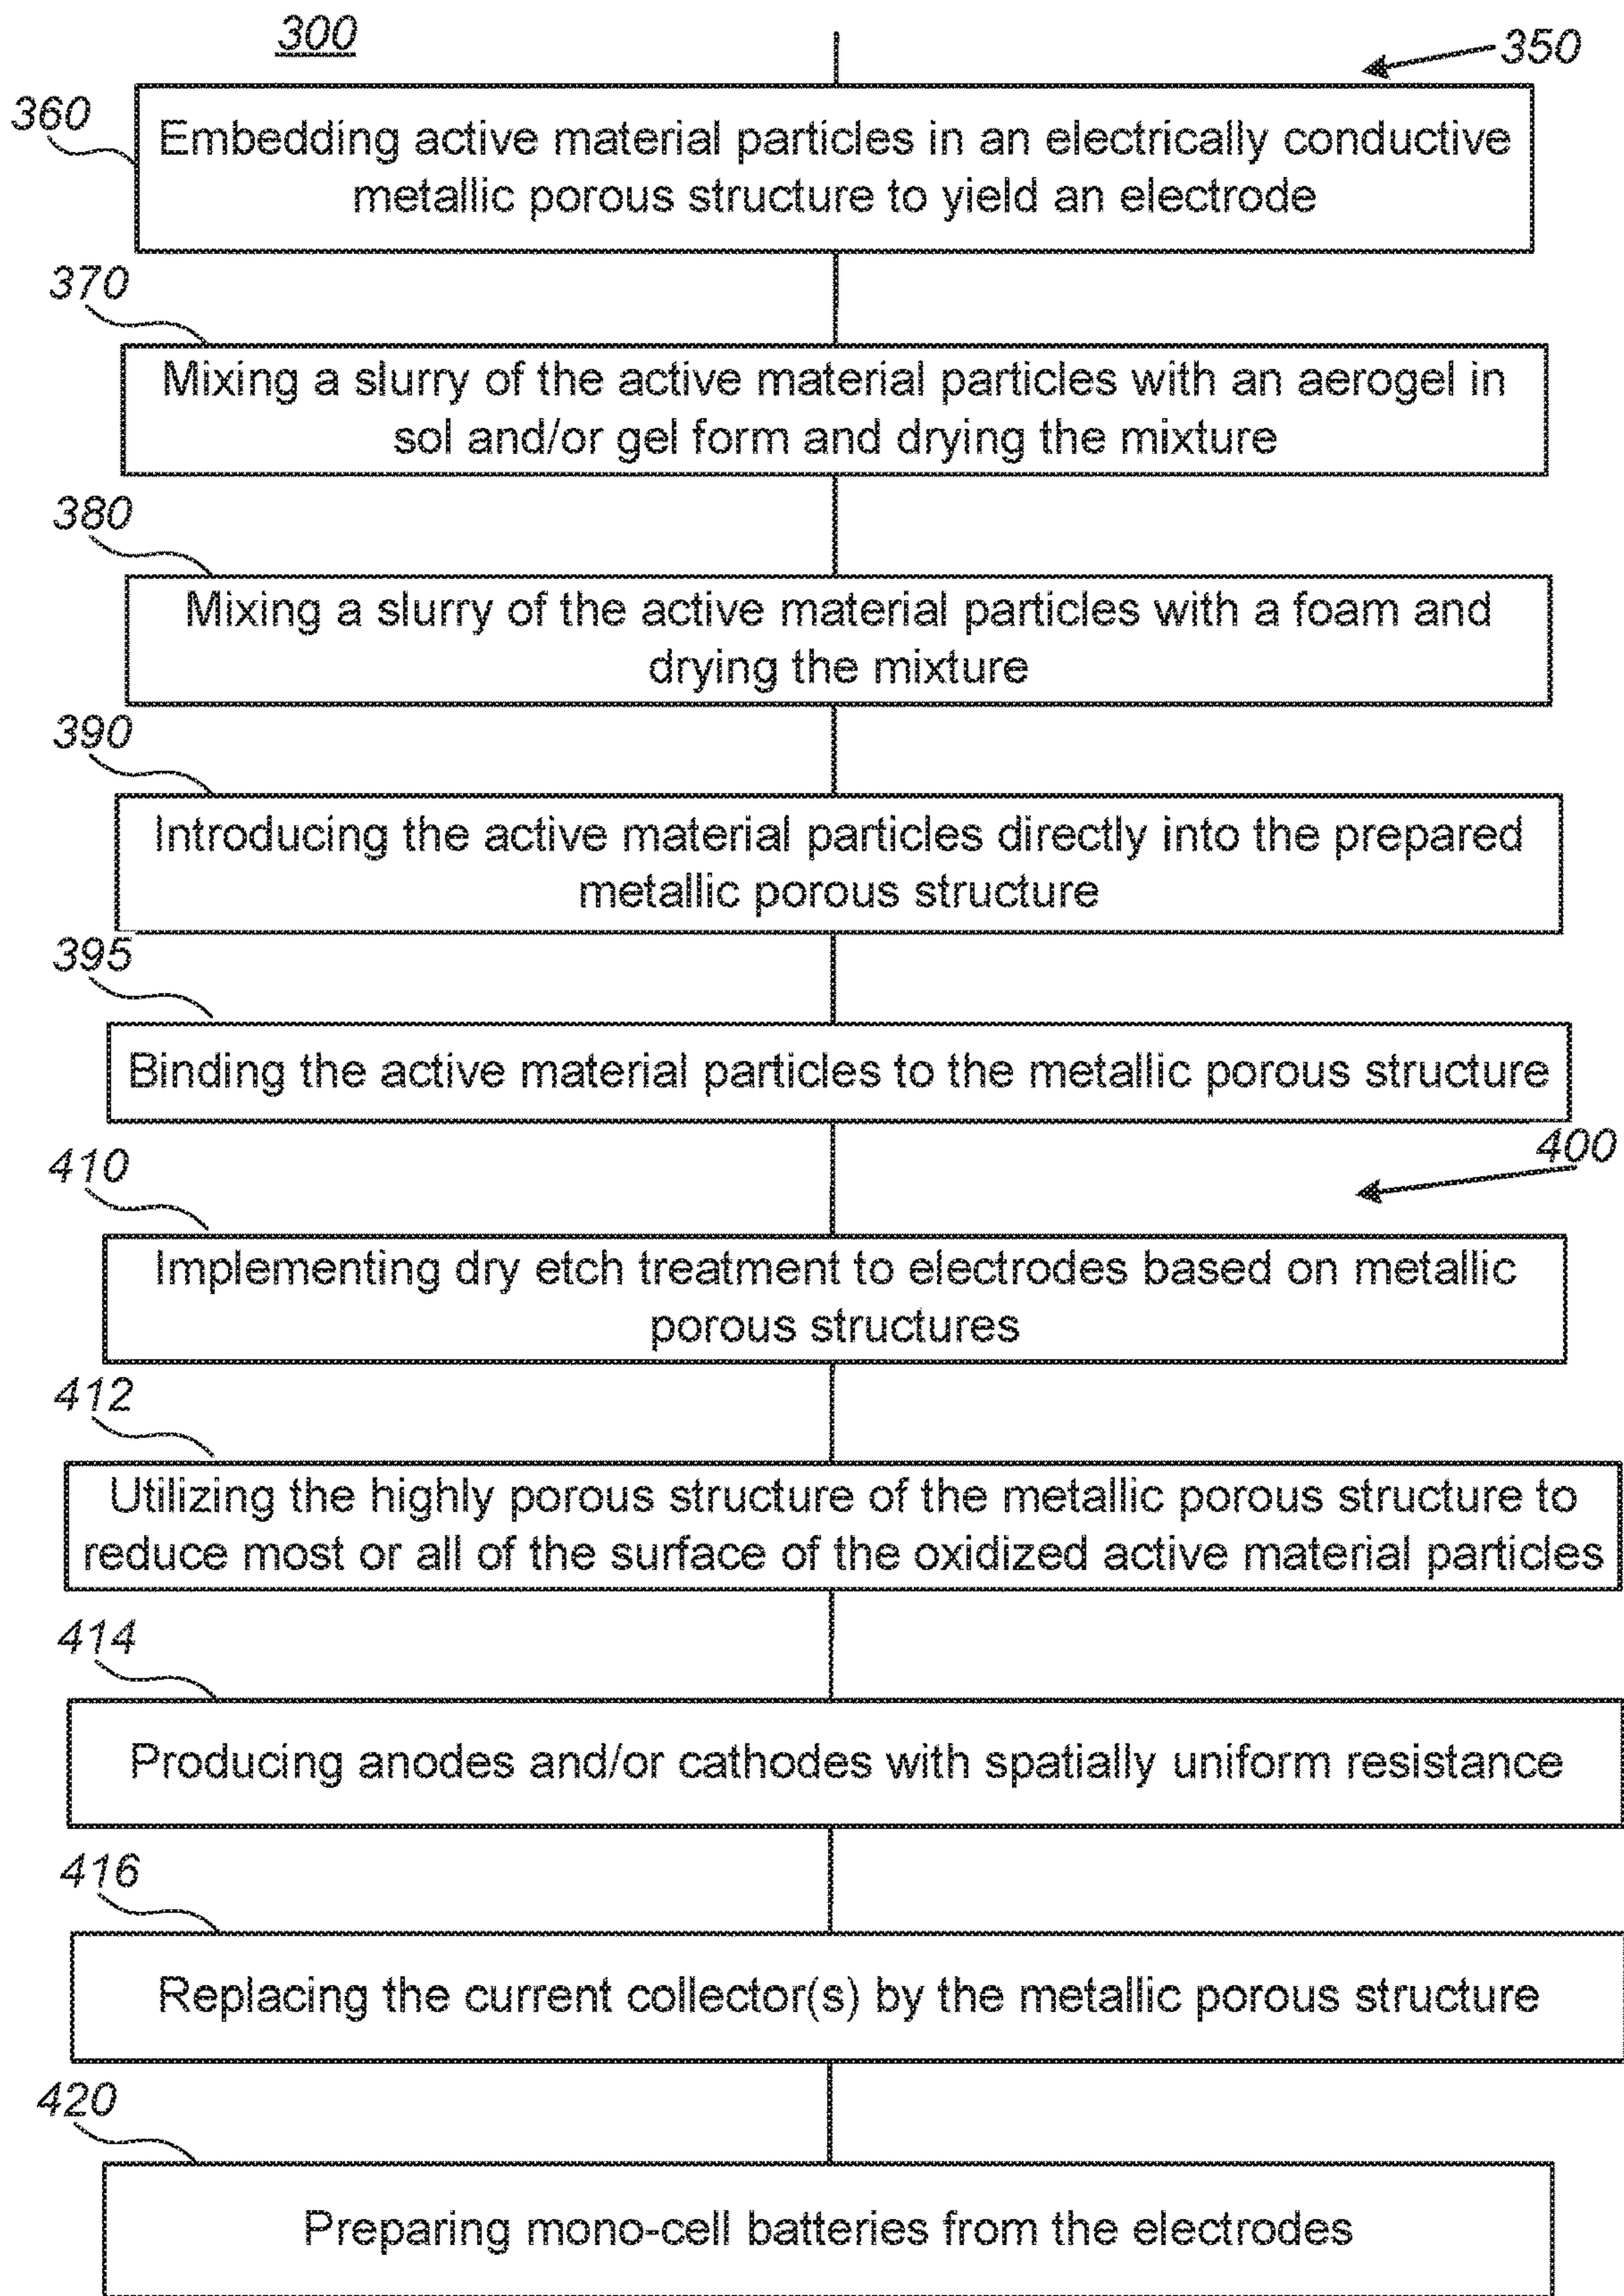 300
350
360
Embedding active material particles in an electrically conductive
metallic porous structure to yield an electrode
370
Mixing a slurry of the active material particles with an aerogel in
sol and/or gel form and drying the mixture
380
Mixing a slurry of the active material particles with a foam and
drying the mixture
390
Introducing the active material particles directly into the prepared
metallic porous structure
395
Binding the active material particles to the metallic porous structure
400
410
Implementing dry etch treatment to electrodes based on metallic
porous structures
412
Utilizing the highly porous structure of the metallic porous structure to
reduce most or all of the surface of the oxidized active material particles
414
Producing anodes and/or cathodes with spatially uniform resistance
416
Replacing the current collector(s) by the metallic porous structure
420
Preparing mono-cell batteries from the electrodes